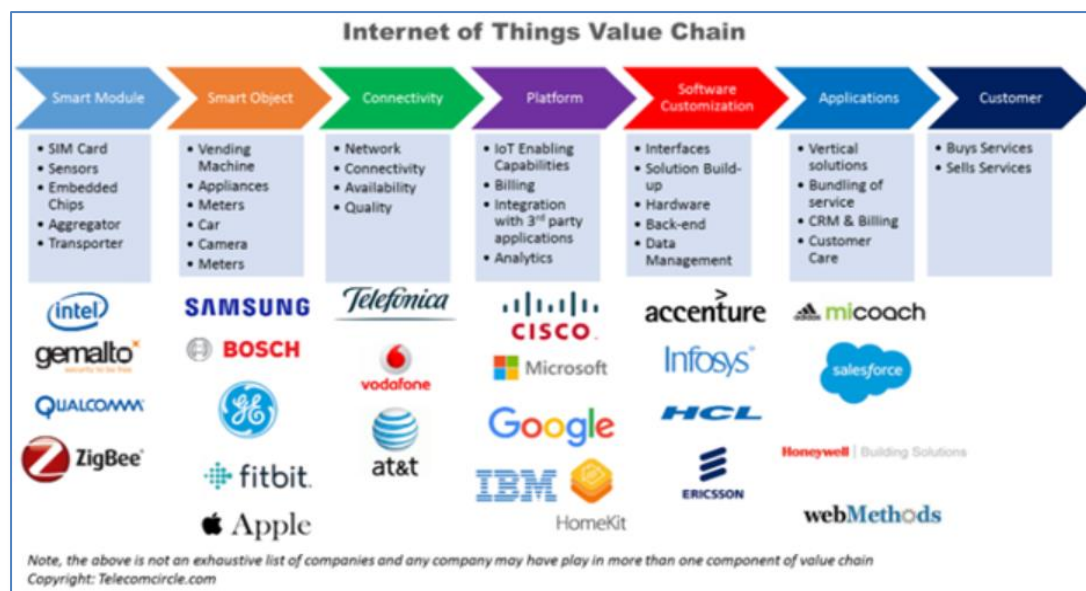 Internet of Things Value Chain
Smart Module
Smart Object
Connectivity
Platform
Software
Customization
Applications
Customer
• SIM Card
• Sensors
• Embedded
Chips
• Aggregator
• Transporter
• Vending
Machine
• Appliances
• Meters
• Car
• Camera
• Meters
• Network
• Connectivity
• Availability
• Quality
• IoT Enabling
Capabilities
• Billing
• Integration
with 3rd party
applications
• Analytics
• Interfaces
• Solution Build-
up
• Hardware
• Back-end
• Data
Management
• Vertical
solutions
• Bundling of
service
• CRM & Billing
• Customer
Care
• Buys Services
• Sells Services
intel
gemalto
security to be free
QUALCOMM
ZigBee®
SAMSUNG
BOSCH
GE
fitbit.
Apple
Telefónica
vodafone
at&t
CISCO
Microsoft
Google
IBM
HomeKit
accenture
Infosys®
HCL
ERICSSON
adidas micoach
salesforce
Honeywell | Building Solutions
webMethods
Note, the above is not an exhaustive list of companies and any company may have play in more than one component of value chain
Copyright: Telecomcircle.com